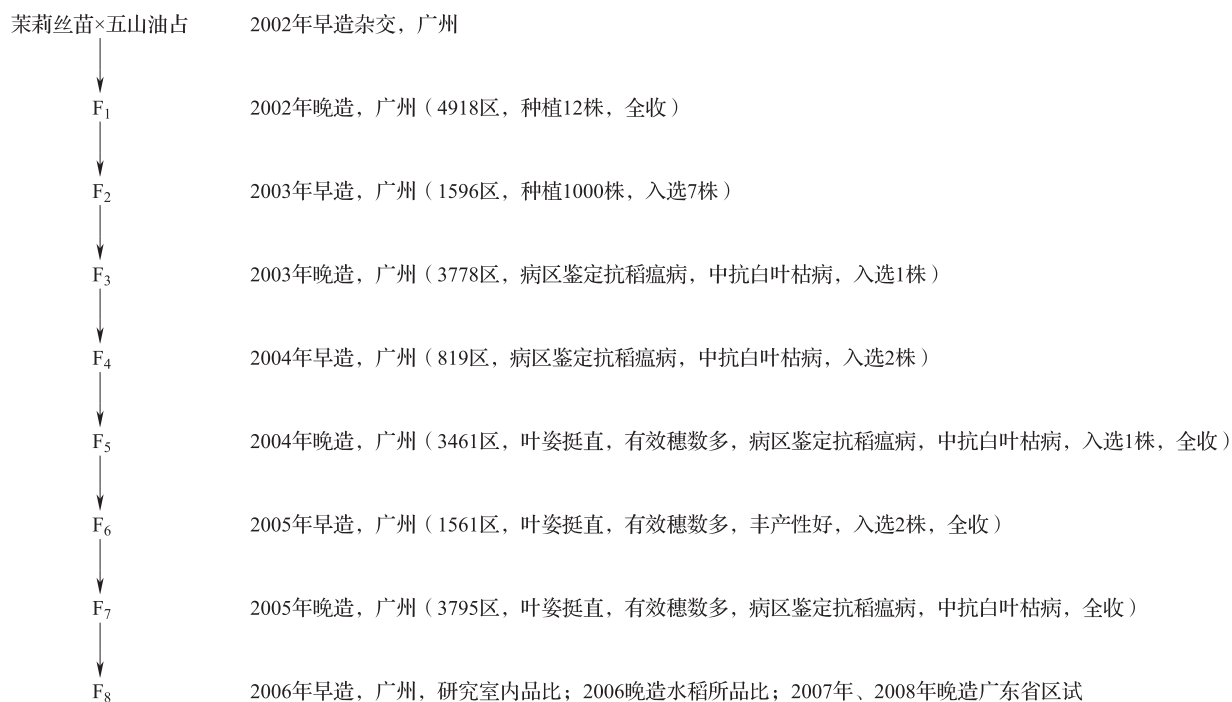 茉莉丝苗×五山油占 2002年早造杂交，广州
F₁ 2002年晚造，广州（4918区，种植12株，全收）
F₂ 2003年早造，广州（1596区，种植1000株，入选7株）
F₃ 2003年晚造，广州（3778区，病区鉴定抗稻瘟病，中抗白叶枯病，入选1株）
F₄ 2004年早造，广州（819区，病区鉴定抗稻瘟病，中抗白叶枯病，入选2株）
F₅ 2004年晚造，广州（3461区，叶姿挺直，有效穗数多，病区鉴定抗稻瘟病，中抗白叶枯病，入选1株，全收）
F₆ 2005年早造，广州（1561区，叶姿挺直，有效穗数多，丰产性好，入选2株，全收）
F₇ 2005年晚造，广州（3795区，叶姿挺直，有效穗数多，病区鉴定抗稻瘟病，中抗白叶枯病，全收）
F₈ 2006年早造，广州，研究室内品比；2006晚造水稻所品比；2007年、2008年晚造广东省区试